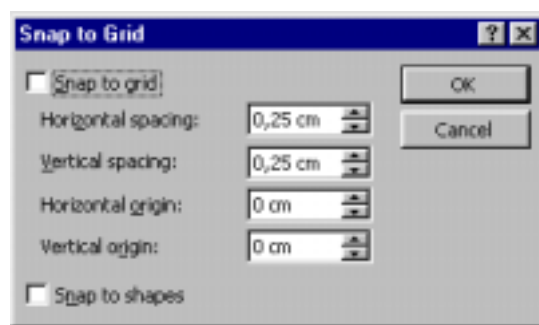 Snap to Grid
Snap to grid
OK
Horizontal spacing: 0,25 cm
Cancel
Vertical spacing: 0,25 cm
Horizontal origin: 0 cm
Vertical origin: 0 cm
Snap to shapes